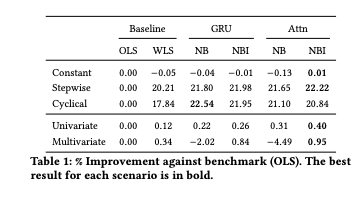 Baseline GRU Attn
OLS WLS NB NBI NB NBI
Constant 0.00 −0.05 −0.04 −0.01 −0.13 0.01
Stepwise 0.00 20.21 21.80 21.98 21.65 22.22
Cyclical 0.00 17.84 22.54 21.95 21.10 20.84
Univariate 0.00 0.12 0.22 0.26 0.31 0.40
Multivariate 0.00 0.34 −2.02 0.84 −4.49 0.95
Table 1: % Improvement against benchmark (OLS). The best
result for each scenario is in bold.